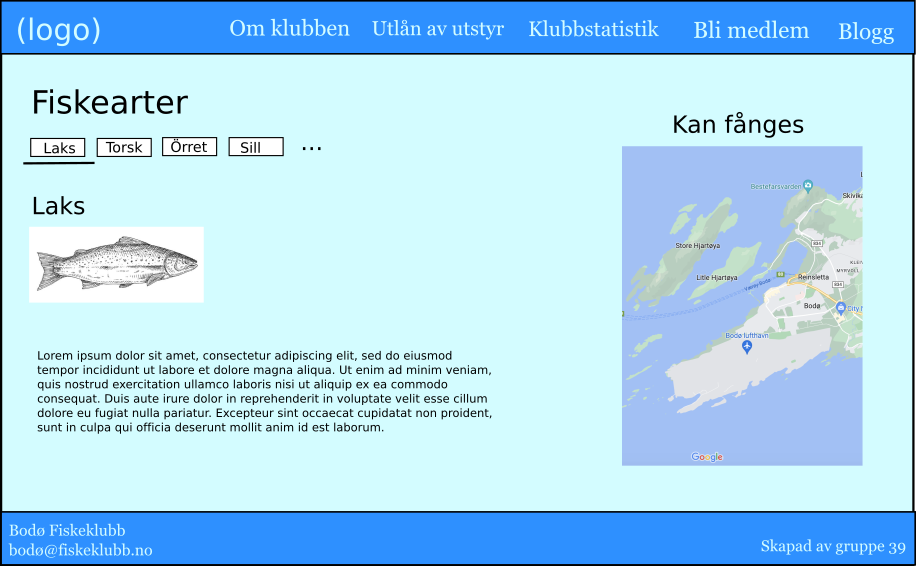 (logo) Om klubben Utlån av utstyr Klubbstatistik Bli medlem Blogg
Fiskearter
Laks Torsk Örret Sill ...
Laks
Lorem ipsum dolor sit amet, consectetur adipiscing elit, sed do eiusmod
tempor incididunt ut labore et dolore magna aliqua. Ut enim ad minim veniam,
quis nostrud exercitation ullamco laboris nisi ut aliquip ex ea commodo
consequat. Duis aute irure dolor in reprehenderit in voluptate velit esse cillum
dolore eu fugiat nulla pariatur. Excepteur sint occaecat cupidatat non proident,
sunt in culpa qui officia deserunt mollit anim id est laborum.
Kan fånges
Bestefarsvarden
Skivika
Store Hjartøya
834
Litle Hjartøya
Reinsletta
834
Bodø
City
Bodø lufthavn
Google
Bodø Fiskeklubb
bodø@fiskeklubb.no
Skapad av gruppe 39